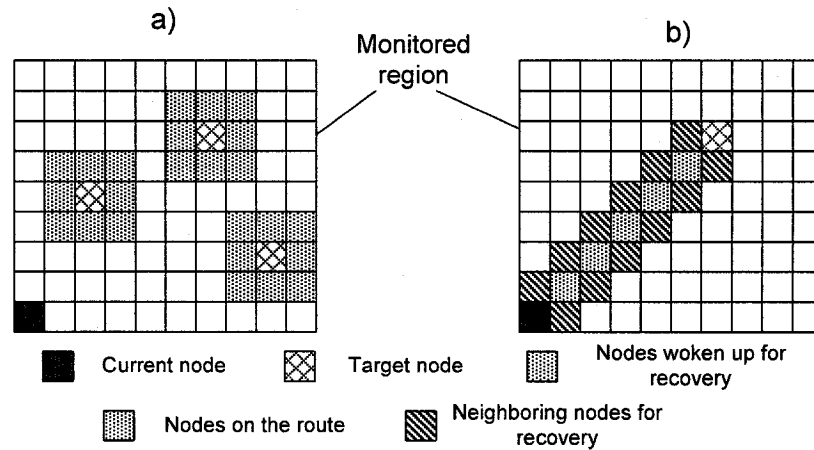 a)
Monitored
region
b)
Current node
Target node
Nodes woken up for
recovery
Nodes on the route
Neighboring nodes for
recovery